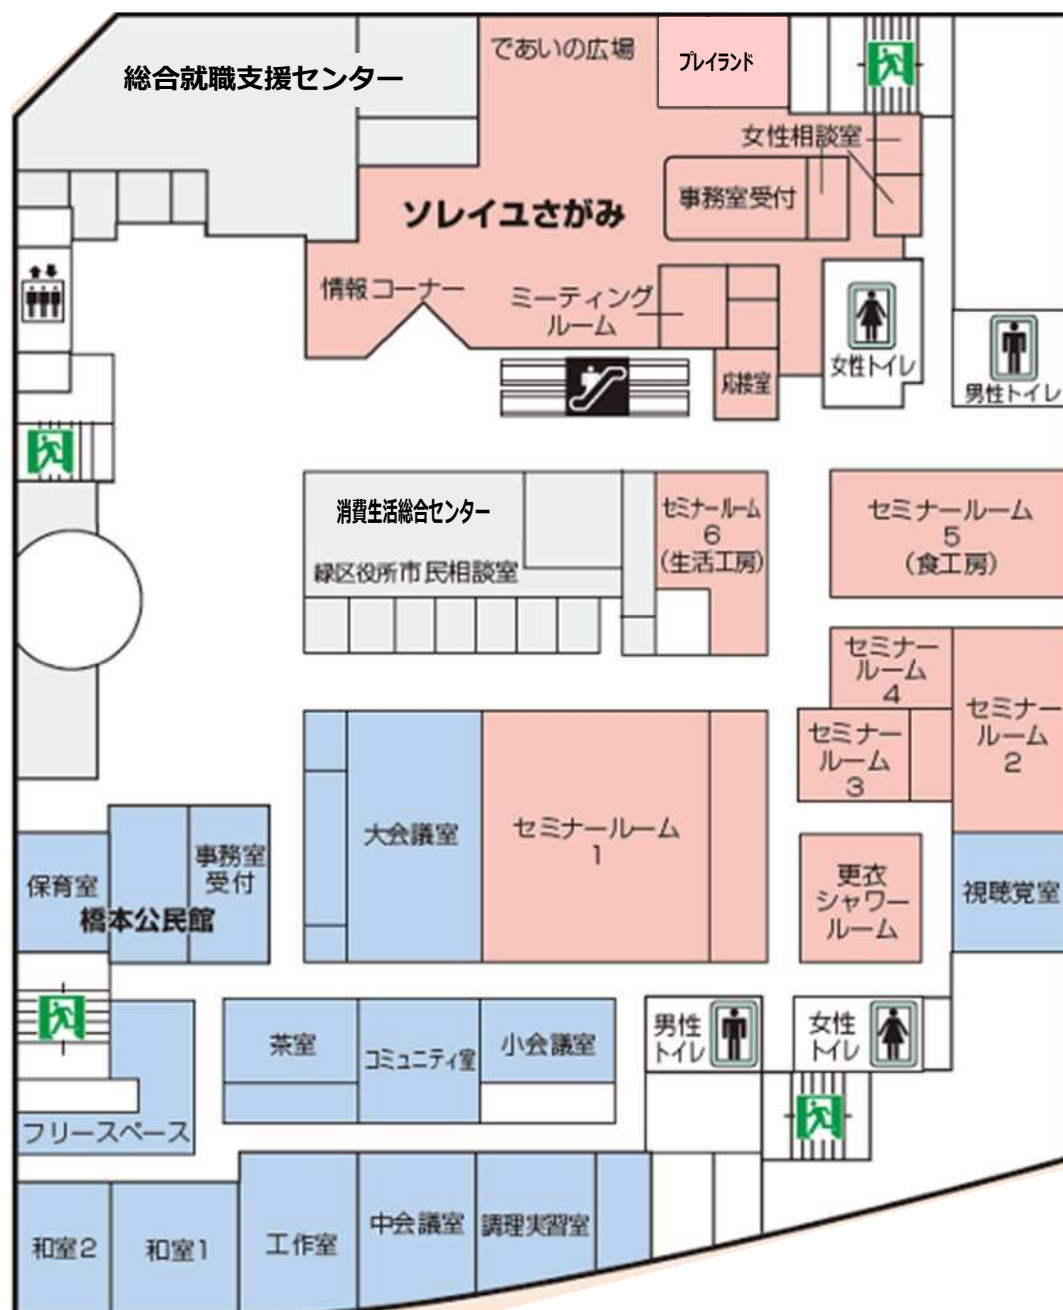 総合就職支援センター
であいの広場
プレイランド
女性相談室
事務室受付
ソレイユさがみ
情報コーナー
ミーティング
ルーム
応接室
女性トイレ
男性トイレ
消費生活総合センター
緑区役所市民相談室
セミナールーム
6
(生活工房)
セミナールーム
5
(食工房)
セミナー
ルーム
4
セミナー
ルーム
3
セミナー
ルーム
2
大会議室
セミナールーム
1
事務室
受付
保育室
橋本公民館
更衣
シャワー
ルーム
視聴覚室
茶室
コミュニティ室
小会議室
男性
トイレ
女性
トイレ
フリースペース
和室2
和室1
工作室
中会議室
調理実習室